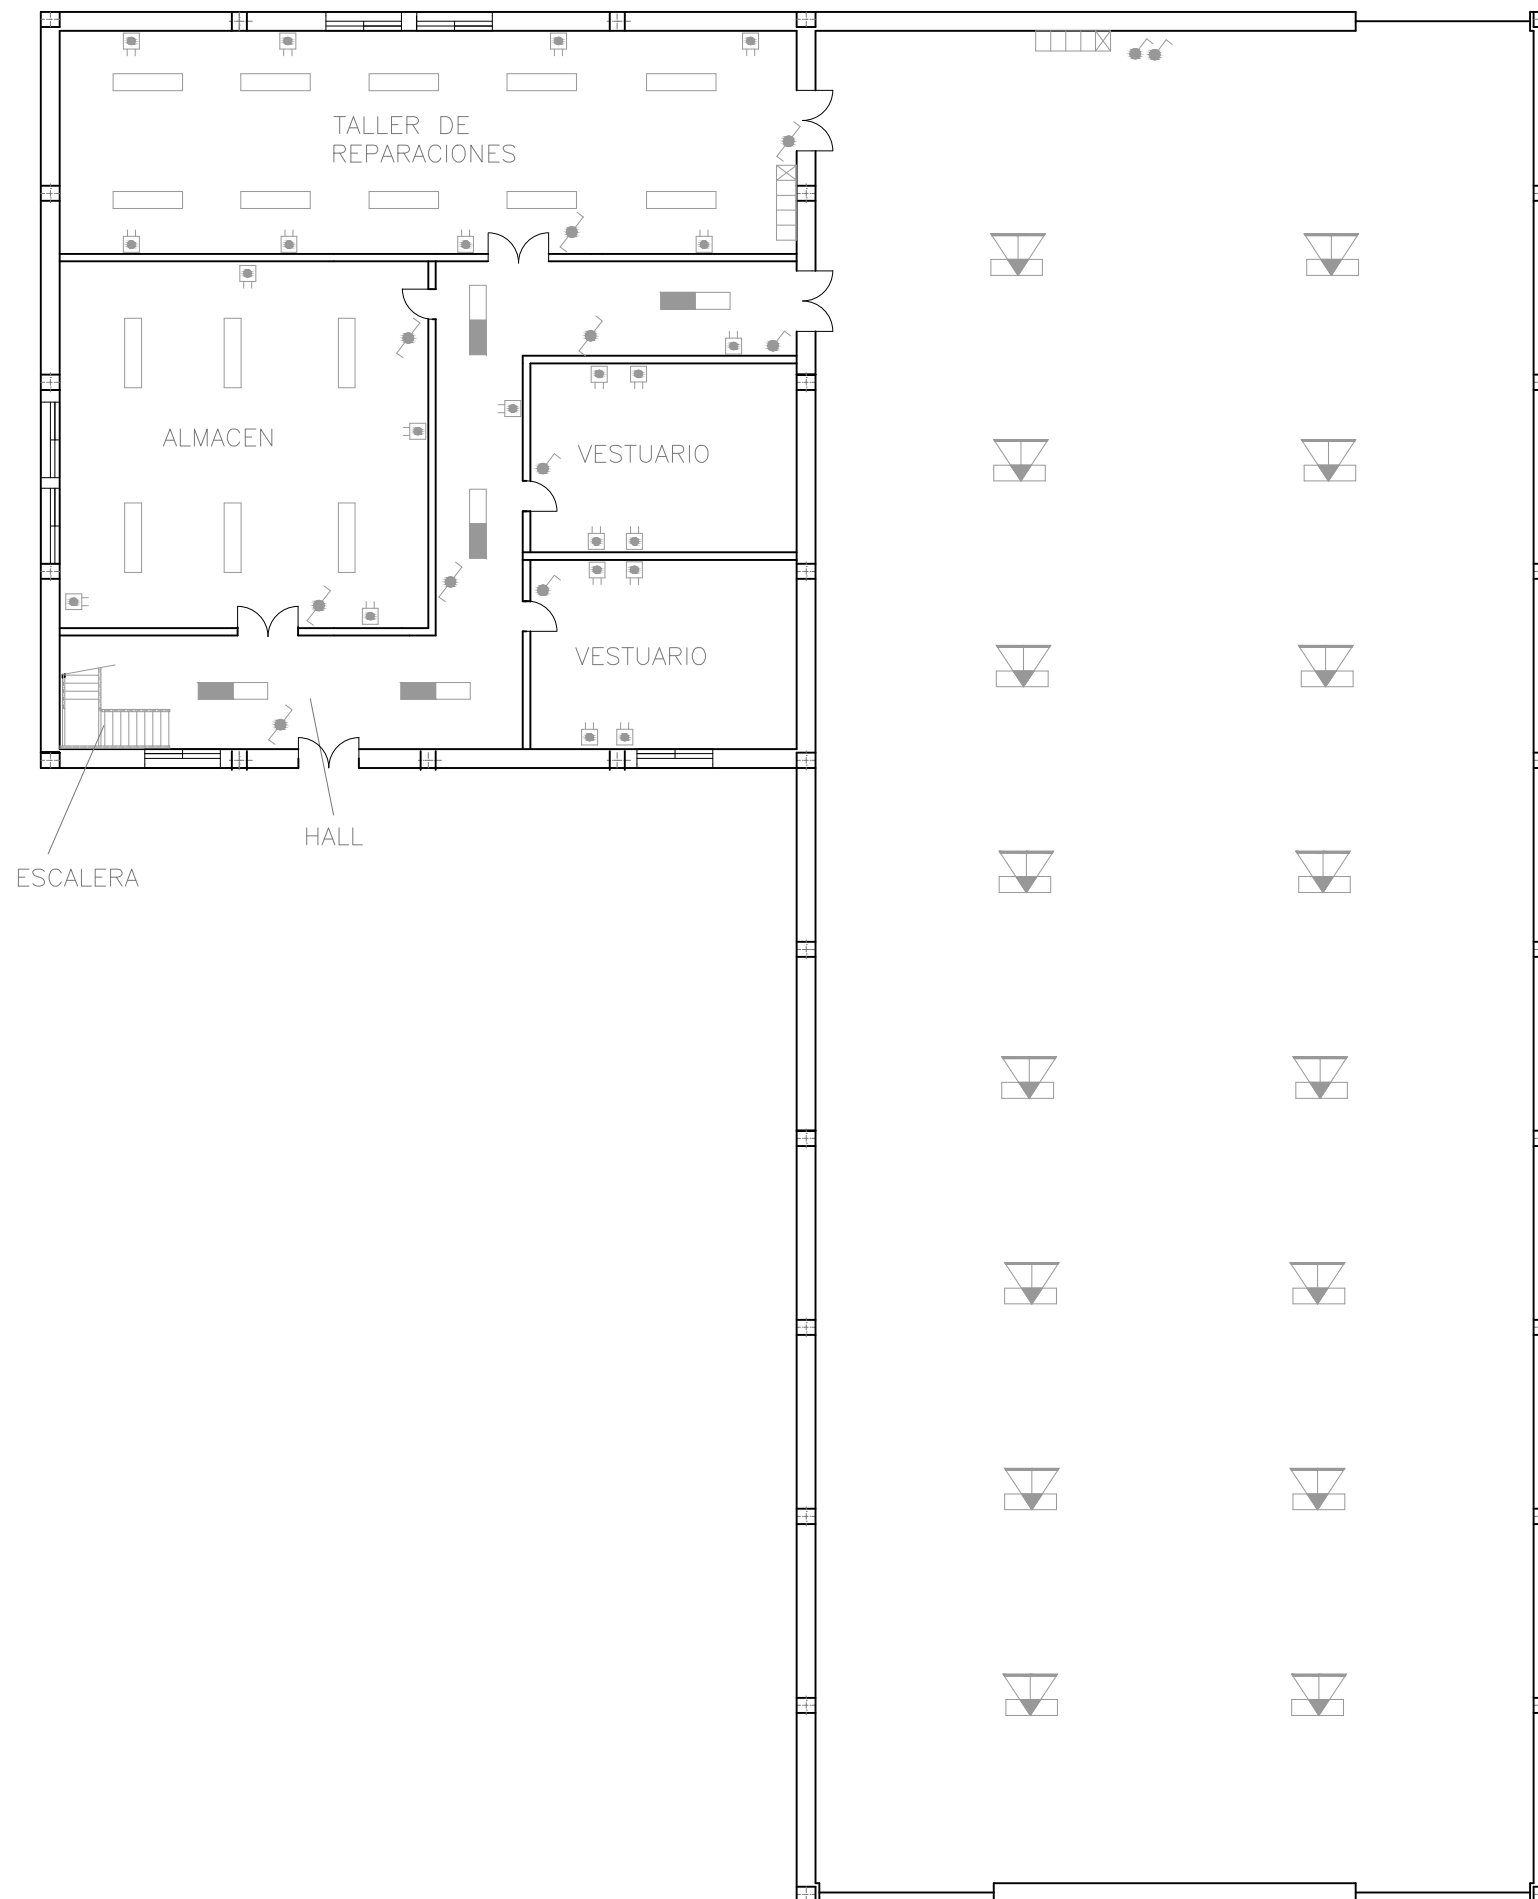 TALLER DE
REPARACIONES
ALMACEN
VESTUARIO
VESTUARIO
HALL
ESCALERA